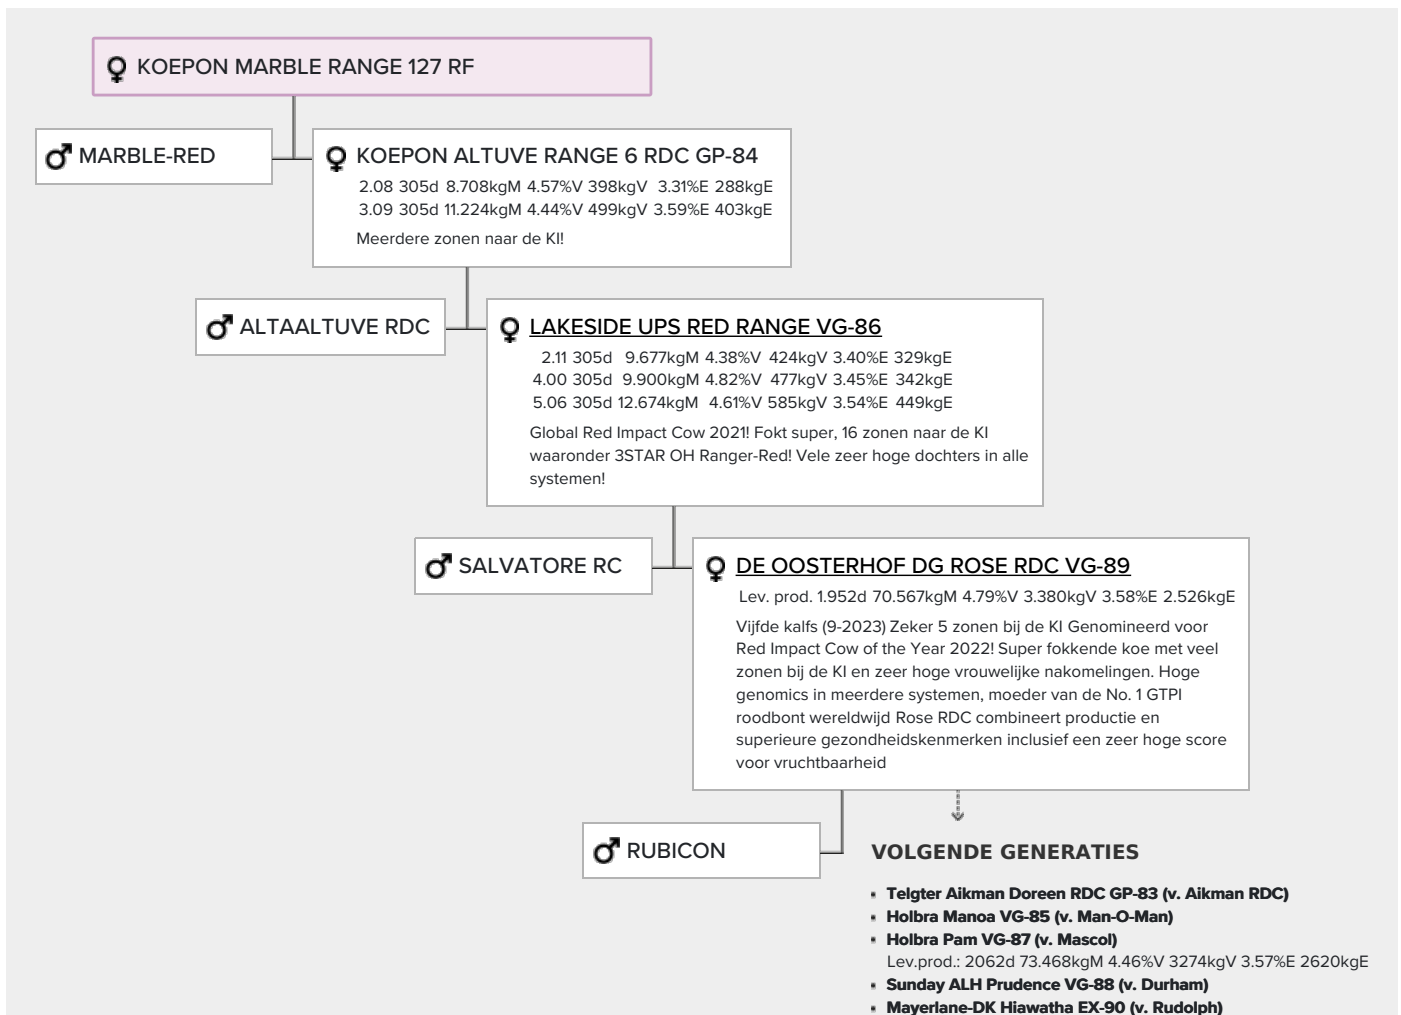 KOEPON MARBLE RANGE 127 RF
MARBLE-RED
KOEPON ALTUVE RANGE 6 RDC GP-84
2.08 305d 8.708kgM 4.57%V 398kgV 3.31%E 288kgE
3.09 305d 11.224kgM 4.44%V 499kgV 3.59%E 403kgE
Meerdere zonen naar de KI!
ALTAALTUVE RDC
LAKESIDE UPS RED RANGE VG-86
2.11 305d 9.677kgM 4.38%V 424kgV 3.40%E 329kgE
4.00 305d 9.900kgM 4.82%V 477kgV 3.45%E 342kgE
5.06 305d 12.674kgM 4.61%V 585kgV 3.54%E 449kgE
Global Red Impact Cow 2021! Fokt super, 16 zonen naar de KI
waaronder 3STAR OH Ranger-Red! Vele zeer hoge dochters in alle
systemen!
SALVATORE RC
DE OOSTERHOF DG ROSE RDC VG-89
Lev. prod. 1.952d 70.567kgM 4.79%V 3.380kgV 3.58%E 2.526kgE
Vijfde kalfs (9-2023) Zeker 5 zonen bij de KI Genomineerd voor
Red Impact Cow of the Year 2022! Super fokkende koe met veel
zonen bij de KI en zeer hoge vrouwelijke nakomelingen. Hoge
genomics in meerdere systemen, moeder van de No. 1 GTPI
roodbont wereldwijd Rose RDC combineert productie en
superieure gezondheidskenmerken inclusief een zeer hoge score
voor vruchtbaarheid
RUBICON
VOLGENDE GENERATIES
Telgter Aikman Doreen RDC GP-83 (v. Aikman RDC)
Holbra Manoa VG-85 (v. Man-O-Man)
Holbra Pam VG-87 (v. Mascol)
Lev.prod.: 2062d 73.468kgM 4.46%V 3274kgV 3.57%E 2620kgE
Sunday ALH Prudence VG-88 (v. Durham)
Mayerlane-DK Hiawatha EX-90 (v. Rudolph)